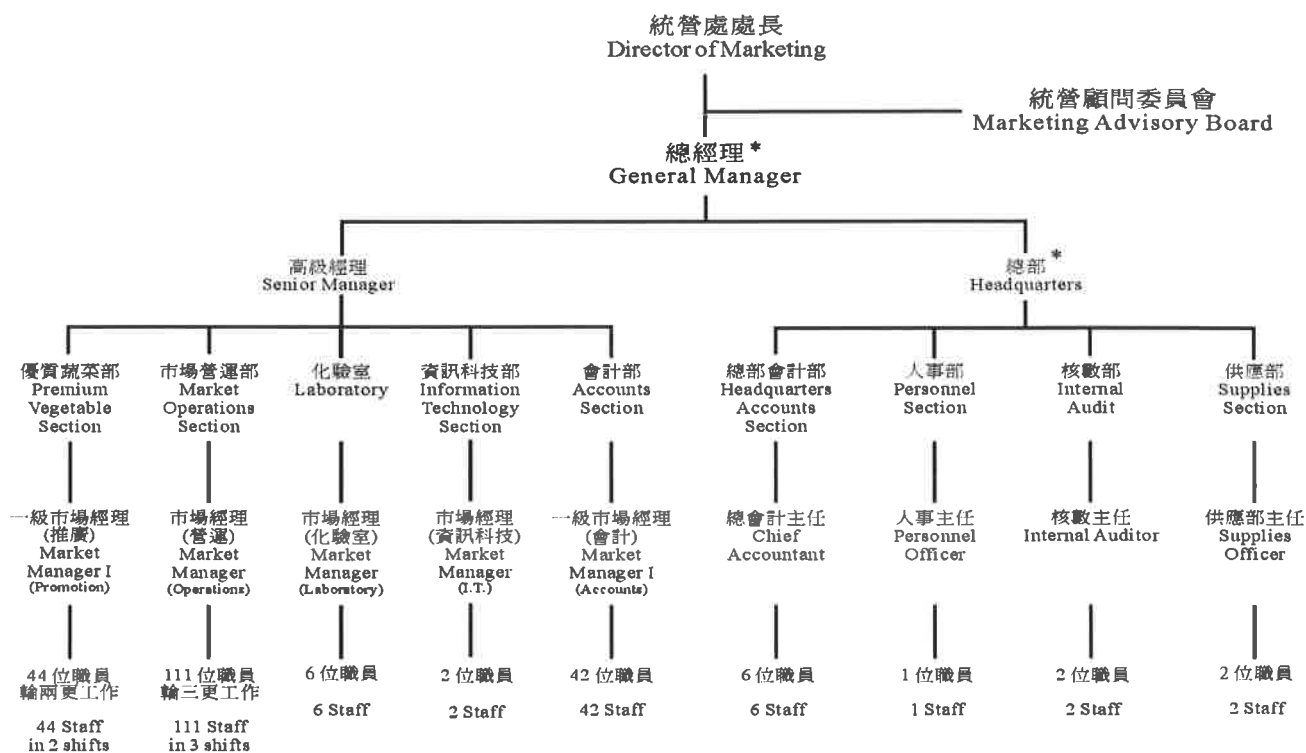 統營處處長
Director of Marketing
統營顧問委員會
Marketing Advisory Board
總經理*
General Manager
高級經理
Senior Manager
總部*
Headquarters
優質蔬菜部
Premium
Vegetable
Section
市場營運部
Market
Operations
Section
化驗室
Laboratory
資訊科技部
Information
Technology
Section
會計部
Accounts
Section
總部會計部
Headquarters
Accounts
Section
人事部
Personnel
Section
核數部
Internal
Audit
供應部
Supplies
Section
一級市場經理
(推廣)
Market
Manager I
(Promotion)
市場經理
(營運)
Market
Manager
(Operations)
市場經理
(化驗室)
Market
Manager
(Laboratory)
市場經理
(資訊科技)
Market
Manager
(I.T.)
一級市場經理
(會計)
Market
Manager I
(Accounts)
總會計主任
Chief
Accountant
人事主任
Personnel
Officer
核數主任
Internal Auditor
供應部主任
Supplies
Officer
44 位職員
輪兩更工作
44 Staff
in 2 shifts
111 位職員
輪三更工作
111 Staff
in 3 shifts
6 位職員
6 Staff
2 位職員
2 Staff
42 位職員
42 Staff
6 位職員
6 Staff
1 位職員
1 Staff
2 位職員
2 Staff
2 位職員
2 Staff